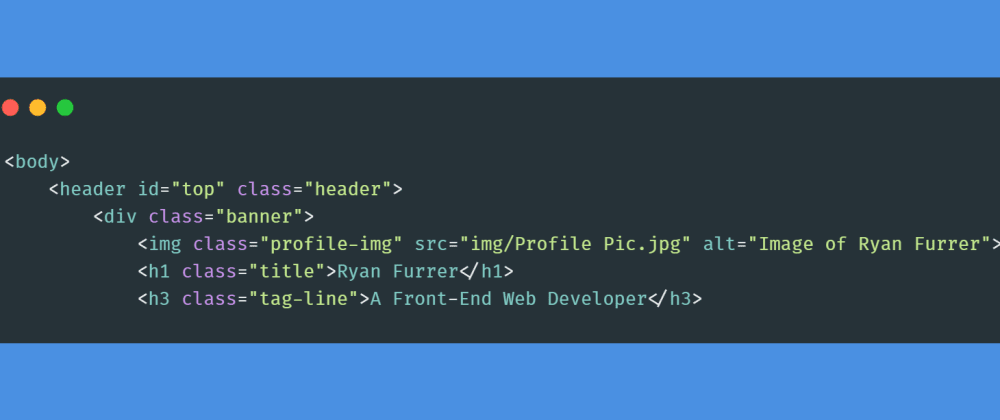 <body>
<header id="top" class="header">
<div class="banner">
<img class="profile-img" src="img/Profile Pic.jpg" alt="Image of Ryan Furrer">
<h1 class="title">Ryan Furrer</h1>
<h3 class="tag-line">A Front-End Web Developer</h3>